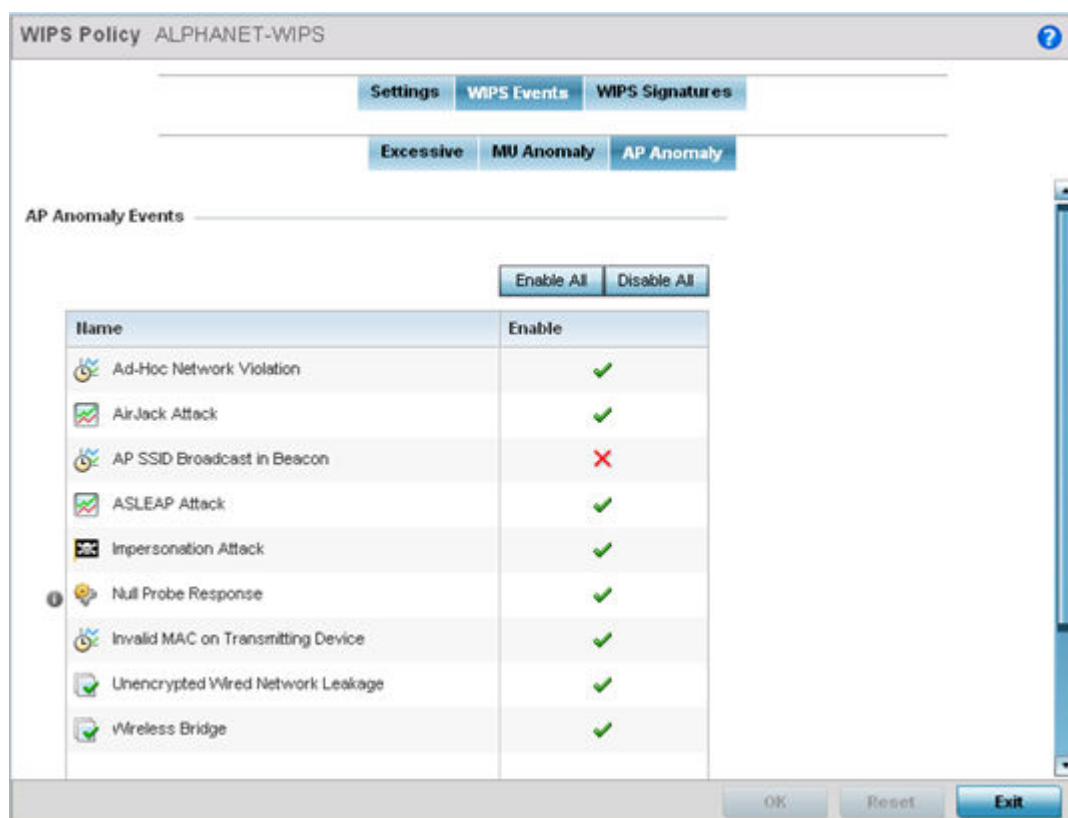 WIPS Policy ALPHANET-WIPS ?
Settings WIPS Events WIPS Signatures
Excessive MU Anomaly AP Anomaly
AP Anomaly Events
Enable All Disable All
Name Enable
Ad-Hoc Network Violation
AirJack Attack
AP SSID Broadcast in Beacon
ASLEAP Attack
Impersonation Attack
Null Probe Response
Invalid MAC on Transmitting Device
Unencrypted Wired Network Leakage
Wireless Bridge
OK Reset Exit